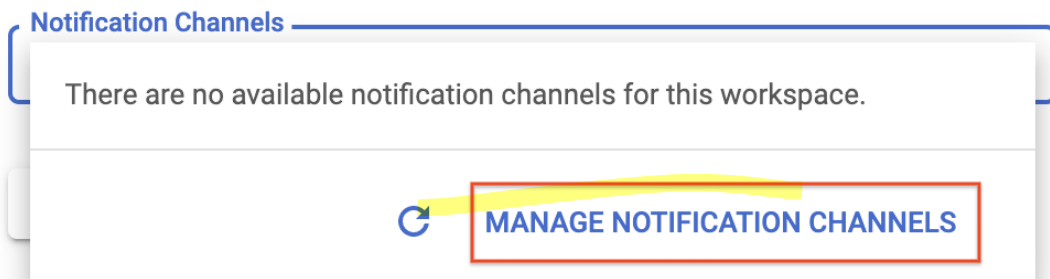 Notification Channels
There are no available notification channels for this workspace.
MANAGE NOTIFICATION CHANNELS